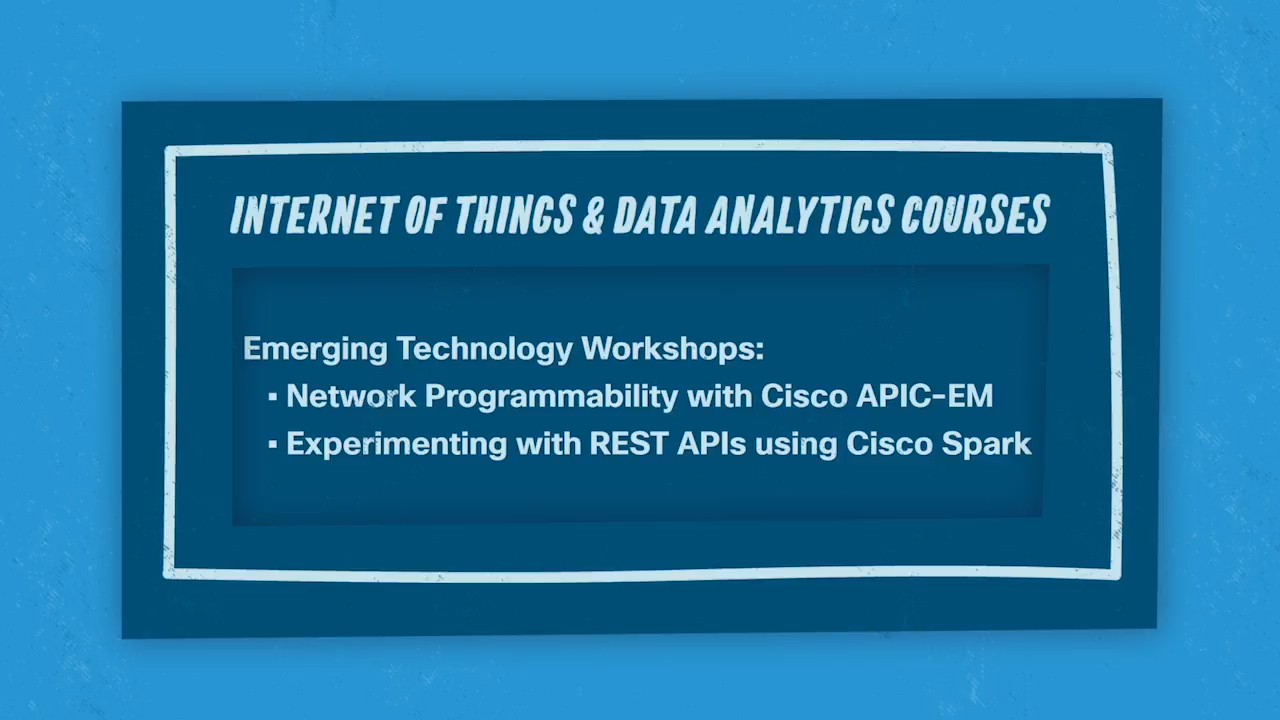 INTERNET OF THINGS & DATA ANALYTICS COURSES
Emerging Technology Workshops:
▪ Network Programmability with Cisco APIC-EM
▪ Experimenting with REST APIs using Cisco Spark